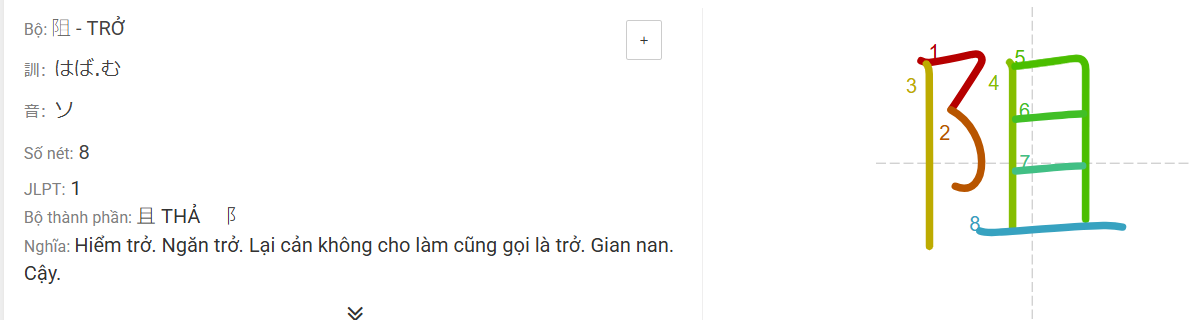 Bộ: 阻 - TRỞ
+
訓: はば.む
音: ソ
Số nét: 8
JLPT: 1
Bộ thành phần: 且 THẢ 阝
Nghĩa: Hiểm trở. Ngăn trở. Lại cản không cho làm cũng gọi là trở. Gian nan.
Cậy.
阻
1
2
3
4
5
6
7
8